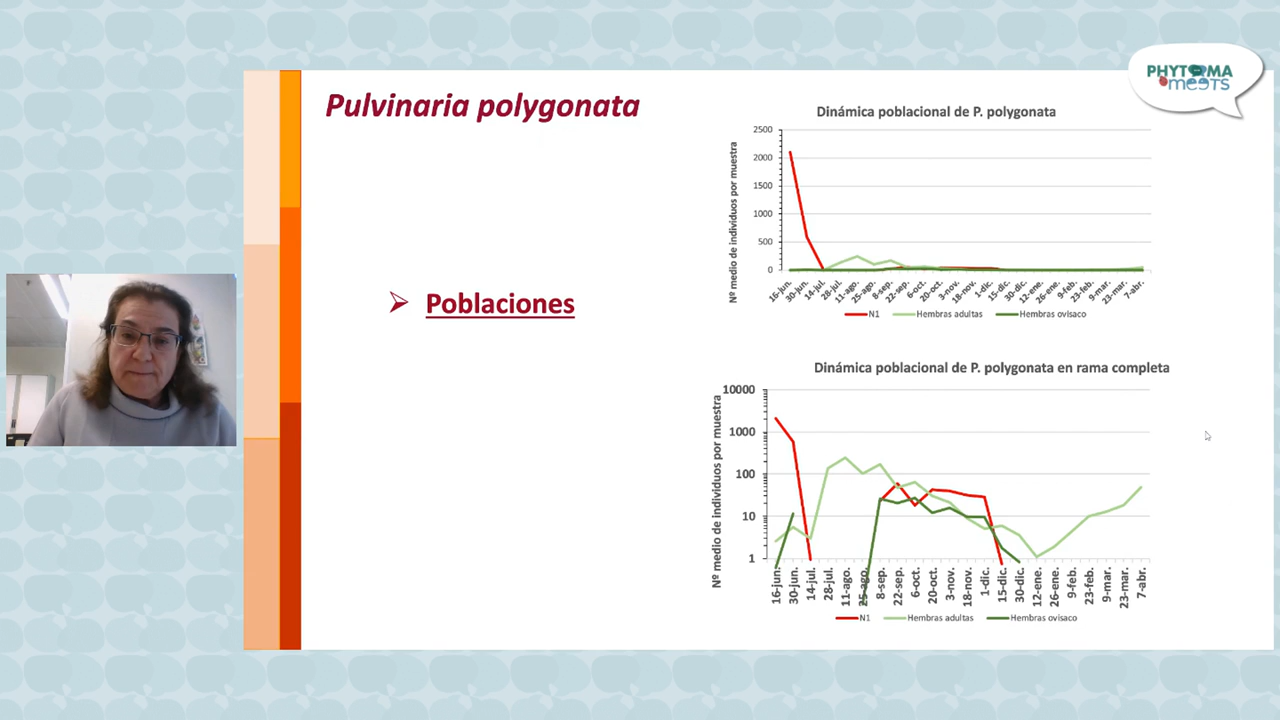 PHYTOMA
meets
Pulvinaria polygonata
Poblaciones
Dinámica poblacional de P. polygonata
Nº medio de individuos por muestra
2500
2000
1500
1000
500
0
16-jun.
30-jun.
14-jul.
28-jul.
11-ago.
25-ago.
8-sep.
22-sep.
6-oct.
20-oct.
3-nov.
18-nov.
1-dic.
15-dic.
30-dic.
12-ene.
26-ene.
9-feb.
23-feb.
9-mar.
23-mar.
7-abr.
N1 Hembras adultas Hembras ovisaco
Dinámica poblacional de P. polygonata en rama completa
Nº medio de individuos por muestra
10000
1000
100
10
1
16-jun.
30-jun.
14-jul.
28-jul.
11-ago.
25-ago.
8-sep.
22-sep.
6-oct.
20-oct.
3-nov.
18-nov.
1-dic.
15-dic.
30-dic.
12-ene.
26-ene.
9-feb.
23-feb.
9-mar.
23-mar.
7-abr.
N1 Hembras adultas Hembras ovisaco